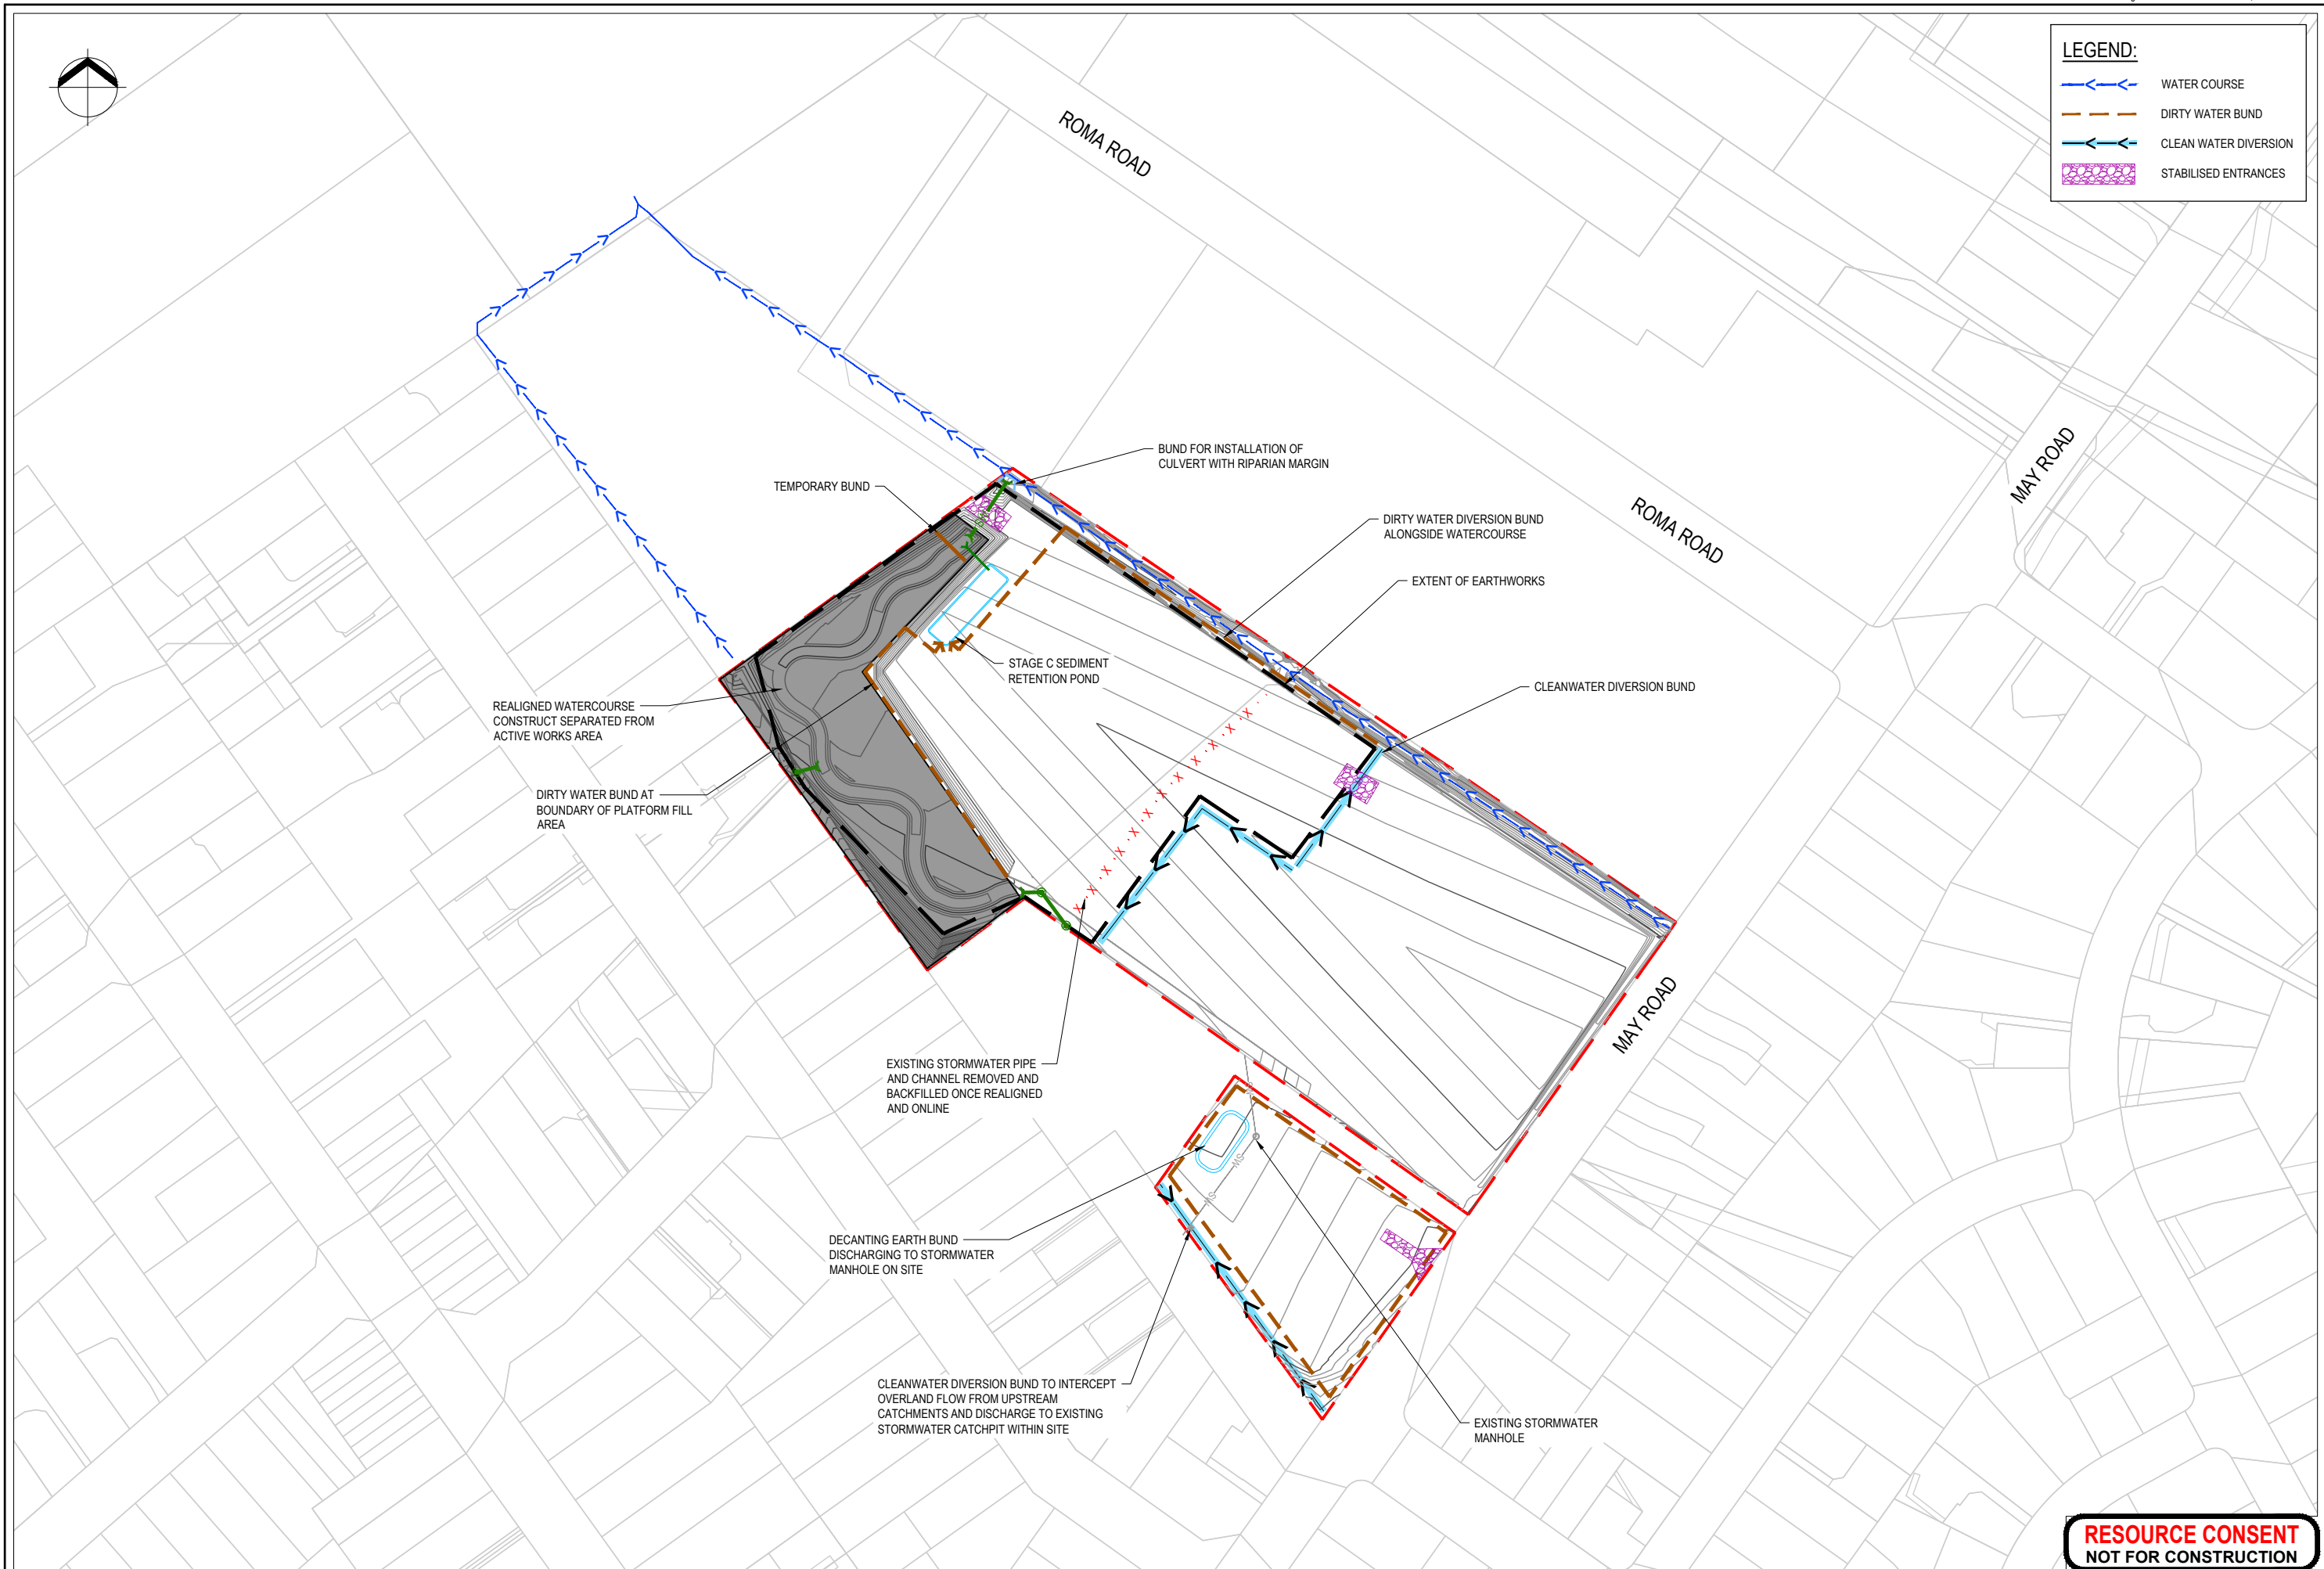 LEGEND:
WATER COURSE
DIRTY WATER BUND
CLEAN WATER DIVERSION
STABILISED ENTRANCES
ROMA ROAD
MAY ROAD
BUND FOR INSTALLATION OF
CULVERT WITH RIPARIAN MARGIN
TEMPORARY BUND
ROMA ROAD
DIRTY WATER DIVERSION BUND
ALONGSIDE WATERCOURSE
EXTENT OF EARTHWORKS
STAGE C SEDIMENT
RETENTION POND
CLEANWATER DIVERSION BUND
REALIGNED WATERCOURSE
CONSTRUCT SEPARATED FROM
ACTIVE WORKS AREA
DIRTY WATER BUND AT
BOUNDARY OF PLATFORM FILL
AREA
MAY ROAD
EXISTING STORMWATER PIPE
AND CHANNEL REMOVED AND
BACKFILLED ONCE REALIGNED
AND ONLINE
SW
SW
DECANTING EARTH BUND
DISCHARGING TO STORMWATER
MANHOLE ON SITE
CLEANWATER DIVERSION BUND TO INTERCEPT
OVERLAND FLOW FROM UPSTREAM
CATCHMENTS AND DISCHARGE TO EXISTING
STORMWATER CATCHPIT WITHIN SITE
EXISTING STORMWATER
MANHOLE
RESOURCE CONSENT
NOT FOR CONSTRUCTION